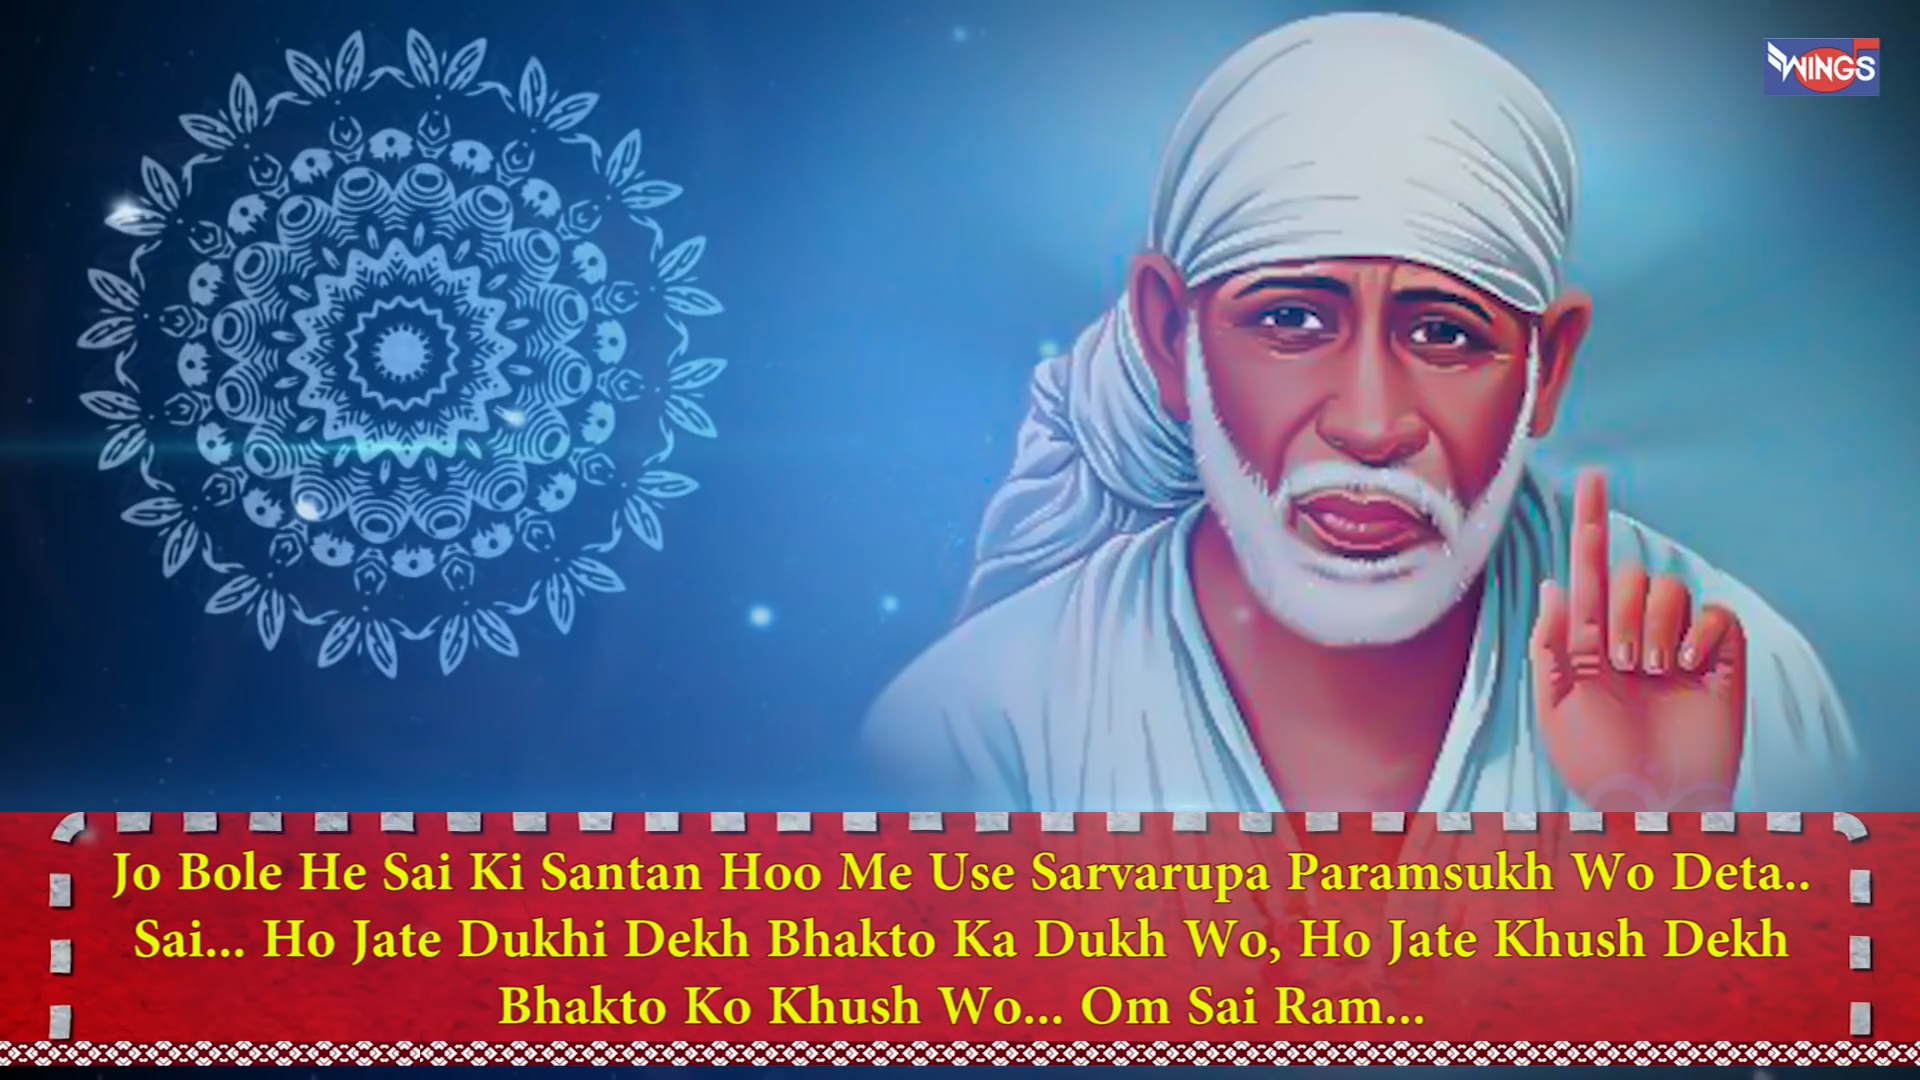 WINGS
Jo Bole He Sai Ki Santan Hoo Me Use Sarvarupa Paramsukh Wo Deta..
Sai... Ho Jate Dukhi Dekh Bhakto Ka Dukh Wo, Ho Jate Khush Dekh
Bhakto Ko Khush Wo... Om Sai Ram...